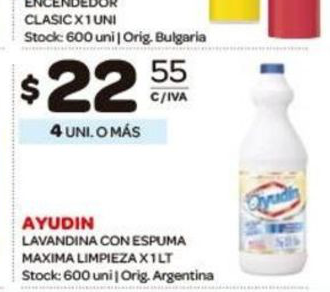 ENCENDEDOR
CLASIC X 1 UNI
Stock: 600 uni | Orig. Bulgaria
$22 55
C/IVA
4 UNI. O MÁS
Ayudín
AYUDIN
LAVANDINA CON ESPUMA
MAXIMA LIMPIEZA X 1 LT
Stock: 600 uni | Orig. Argentina